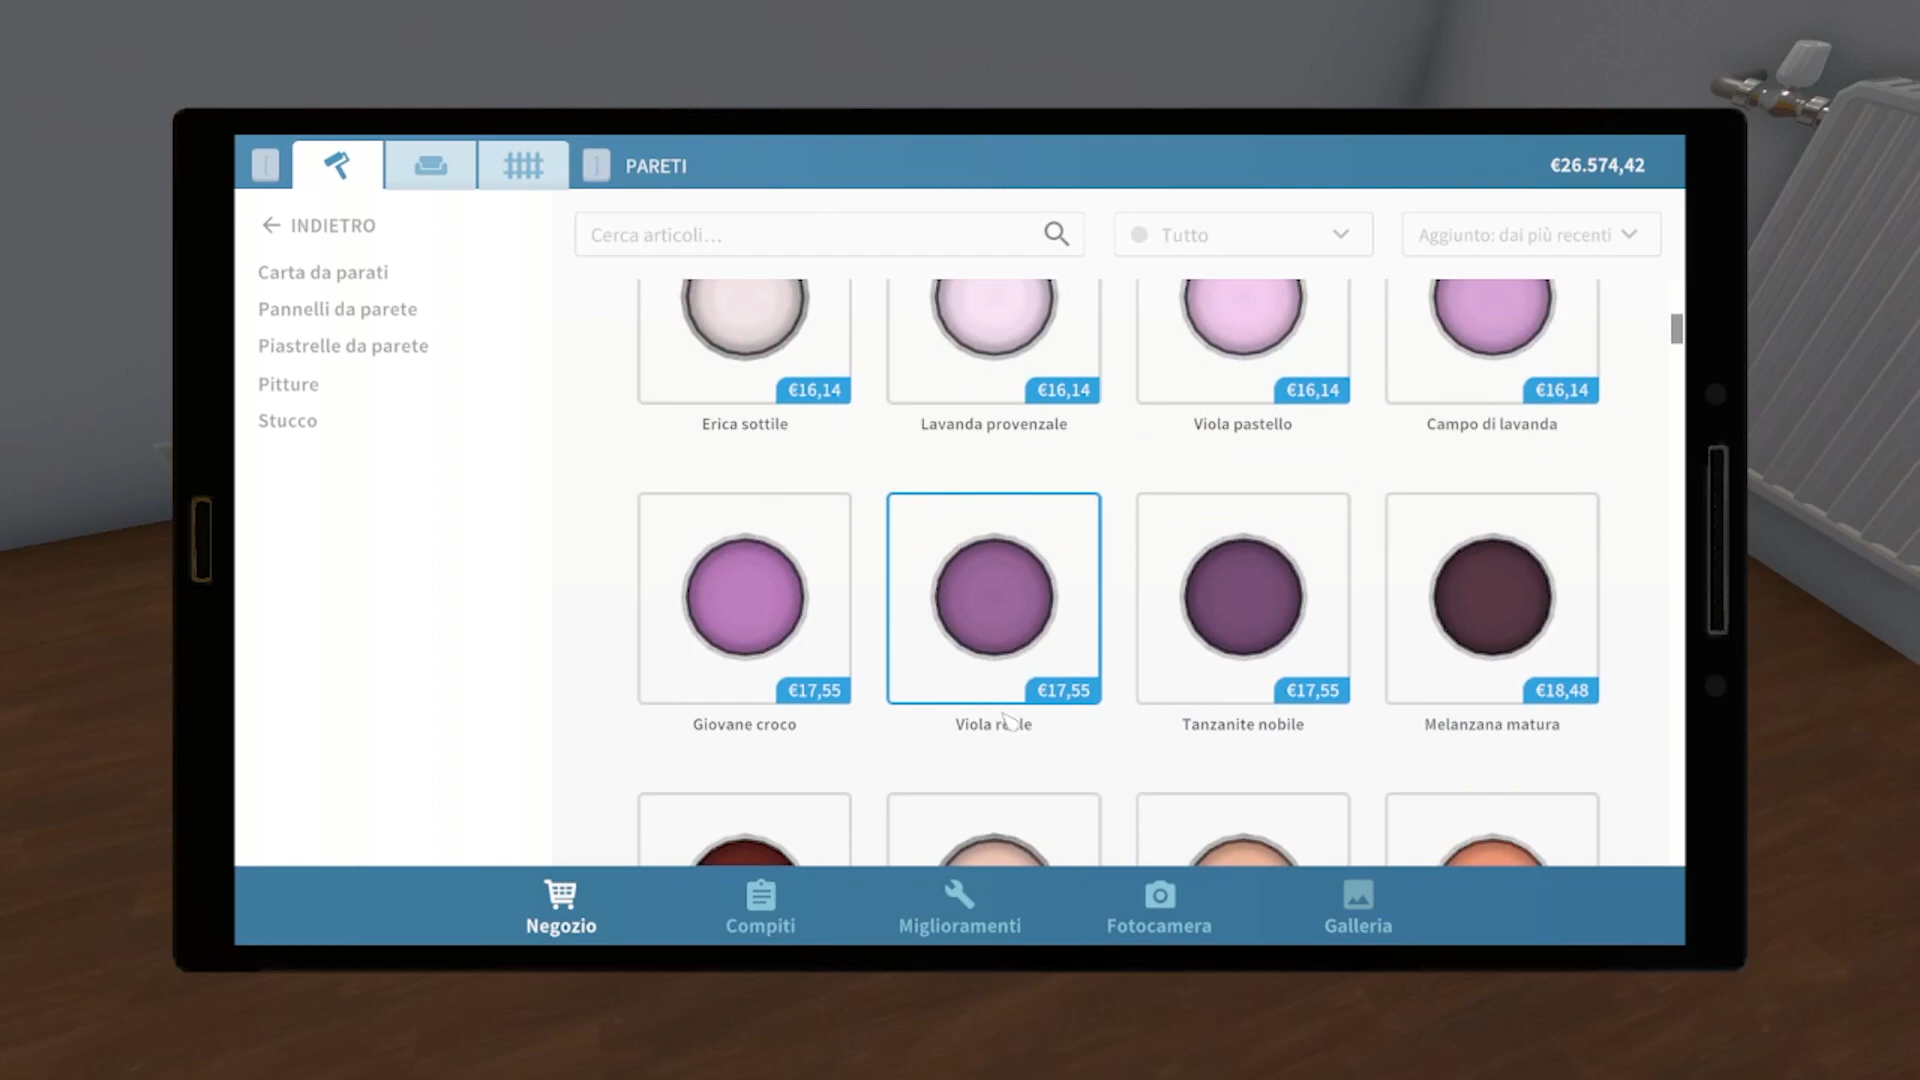 [
] PARETI
€26.574,42
INDIETRO
Cerca articoli...
Tutto
Aggiunto: dai più recenti
Carta da parati
Pannelli da parete
Piastrelle da parete
Pitture
Stucco
€16,14
€16,14
€16,14
€16,14
Erica sottile
Lavanda provenzale
Viola pastello
Campo di lavanda
€17,55
€17,55
€17,55
€18,48
Giovane croco
Viola
Tanzanite nobile
Melanzana matura
Negozio
Compiti
Miglioramenti
Fotocamera
Galleria